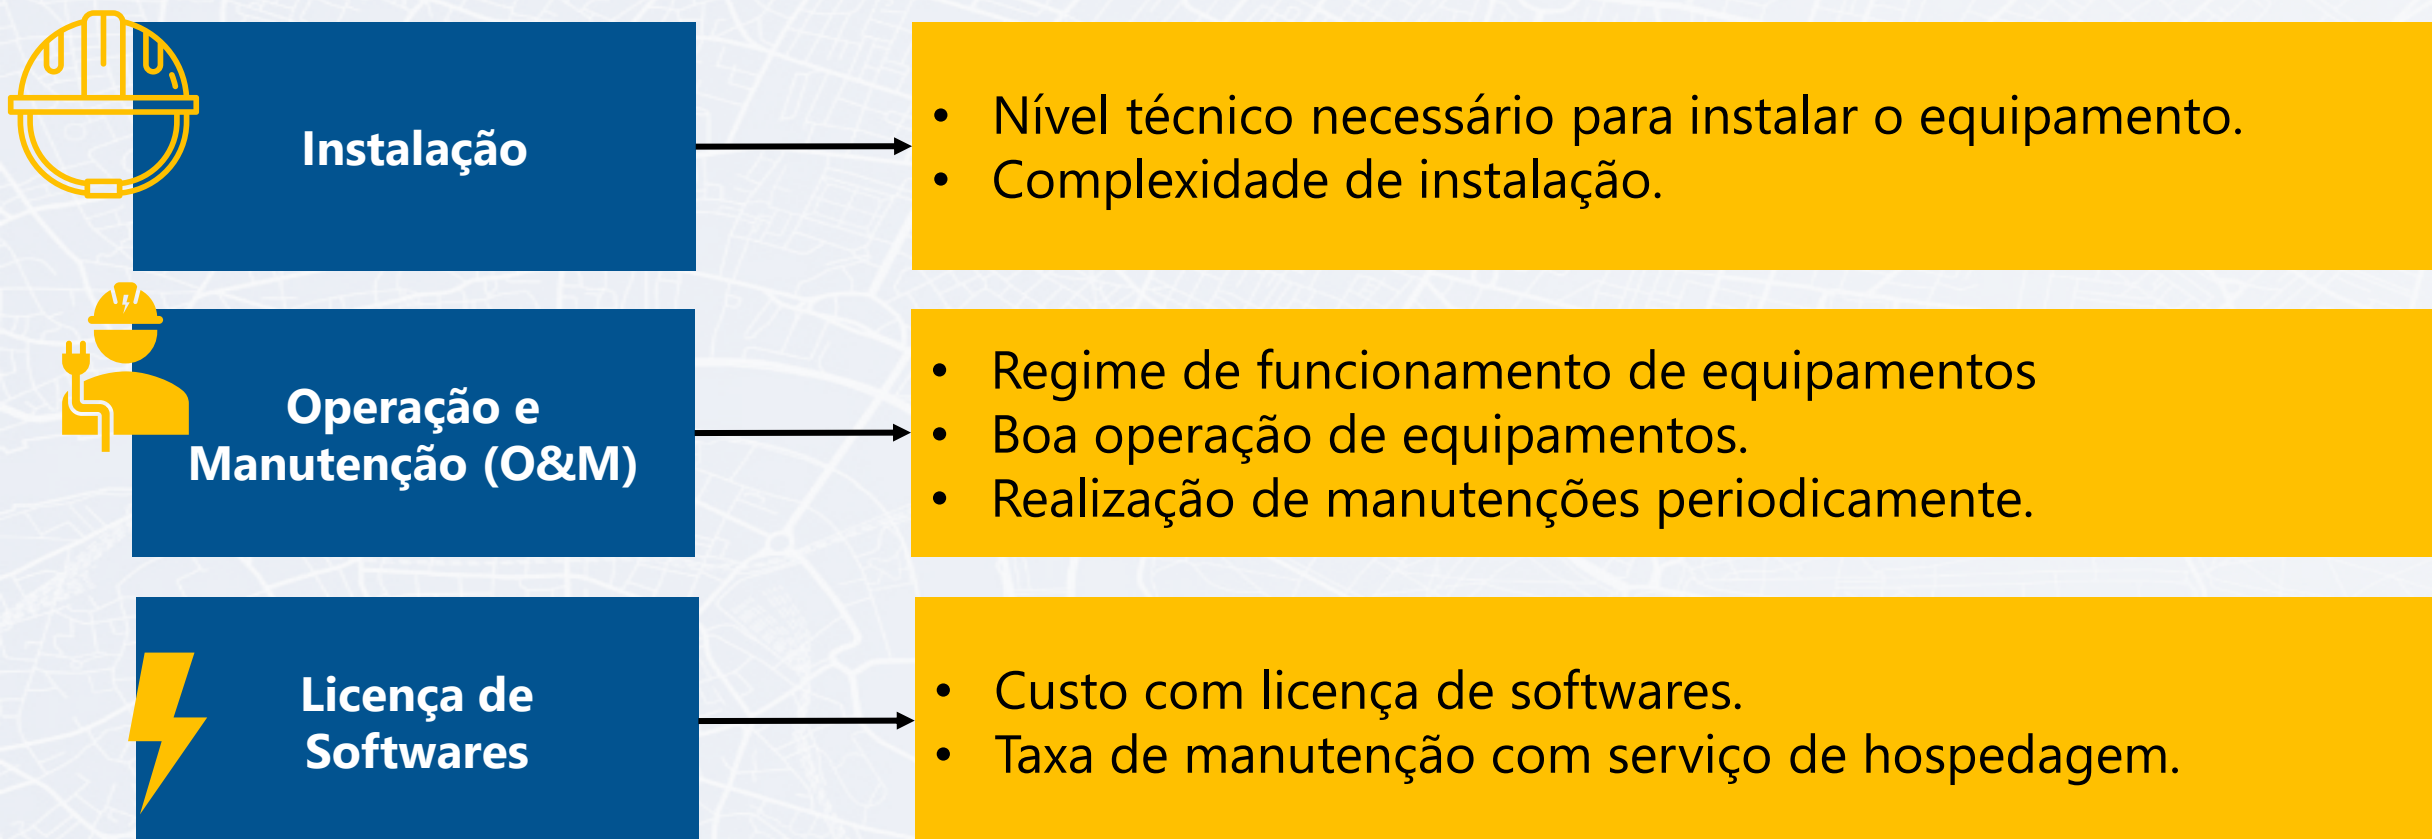 Instalação
• Nível técnico necessário para instalar o equipamento.
• Complexidade de instalação.
Operação e
Manutenção (O&M)
• Regime de funcionamento de equipamentos
• Boa operação de equipamentos.
• Realização de manutenções periodicamente.
Licença de
Softwares
• Custo com licença de softwares.
• Taxa de manutenção com serviço de hospedagem.